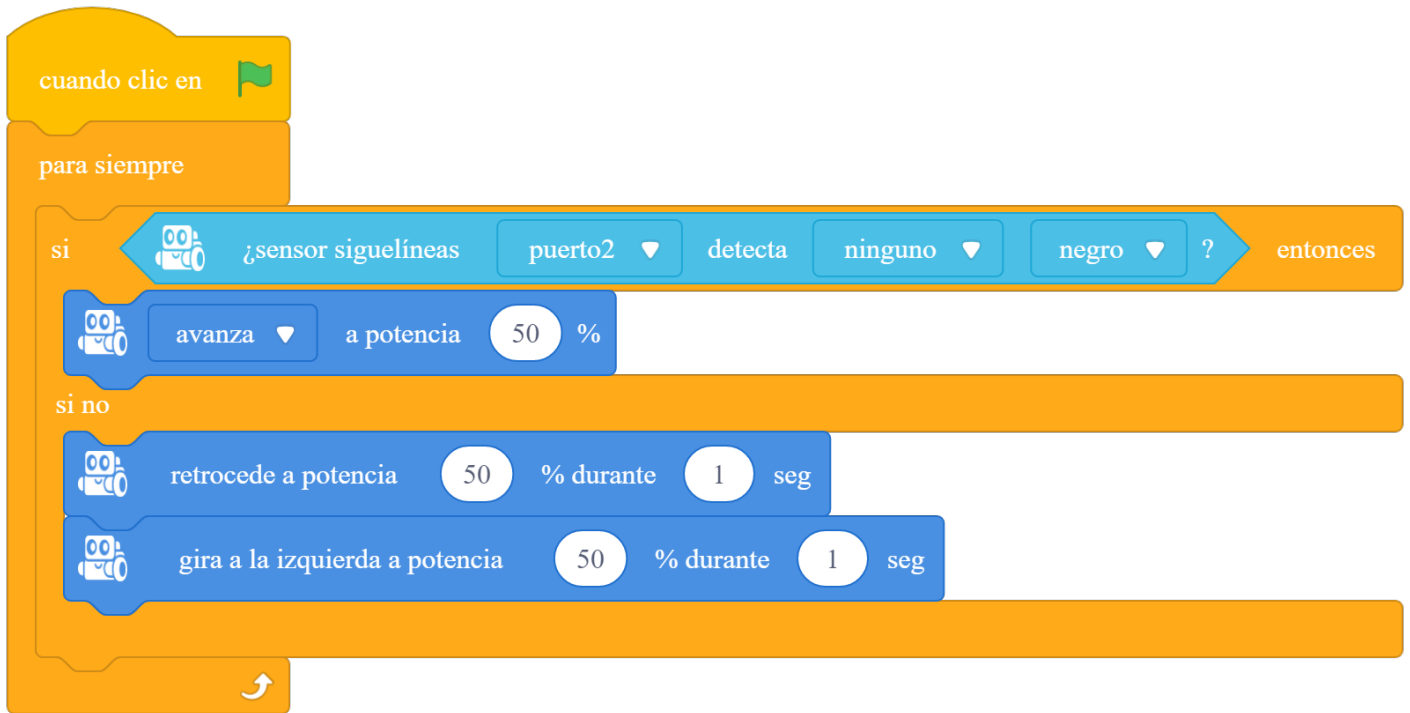 cuando clic en
para siempre
si ¿sensor siguelíneas puerto2 detecta ninguno negro ? entonces
avanza a potencia 50 %
si no
retrocede a potencia 50 % durante 1 seg
gira a la izquierda a potencia 50 % durante 1 seg